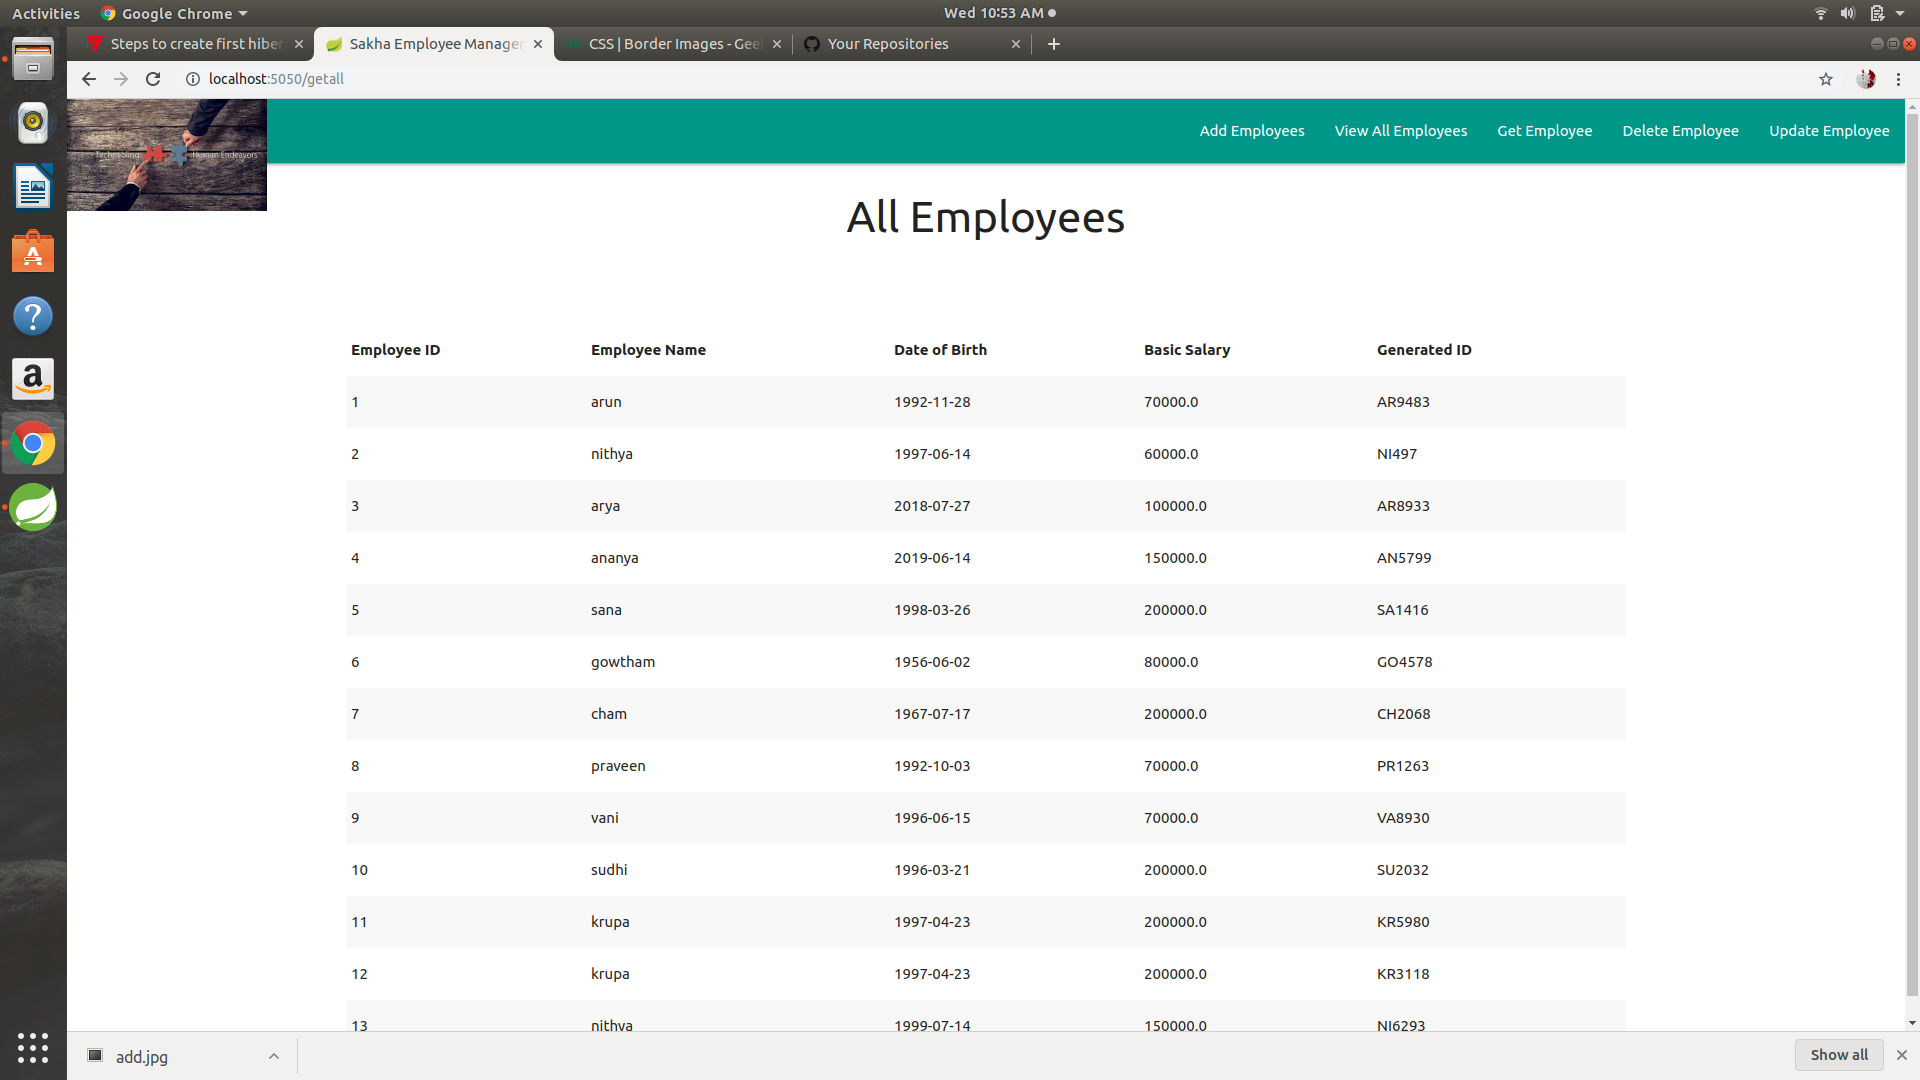 Activities Google Chrome Wed 10:53 AM
Steps to create first hiber Sakha Employee Manager CSS | Border Images - Geek Your Repositories
localhost:5050/getall
Technobling Human Endeavors
Add Employees View All Employees Get Employee Delete Employee Update Employee
All Employees
Employee ID Employee Name Date of Birth Basic Salary Generated ID
1 arun 1992-11-28 70000.0 AR9483
2 nithya 1997-06-14 60000.0 NI497
3 arya 2018-07-27 100000.0 AR8933
4 ananya 2019-06-14 150000.0 AN5799
5 sana 1998-03-26 200000.0 SA1416
6 gowtham 1956-06-02 80000.0 GO4578
7 cham 1967-07-17 200000.0 CH2068
8 praveen 1992-10-03 70000.0 PR1263
9 vani 1996-06-15 70000.0 VA8930
10 sudhi 1996-03-21 200000.0 SU2032
11 krupa 1997-04-23 200000.0 KR5980
12 krupa 1997-04-23 200000.0 KR3118
13 nithya 1999-07-14 150000.0 NI6293
add.jpg Show all